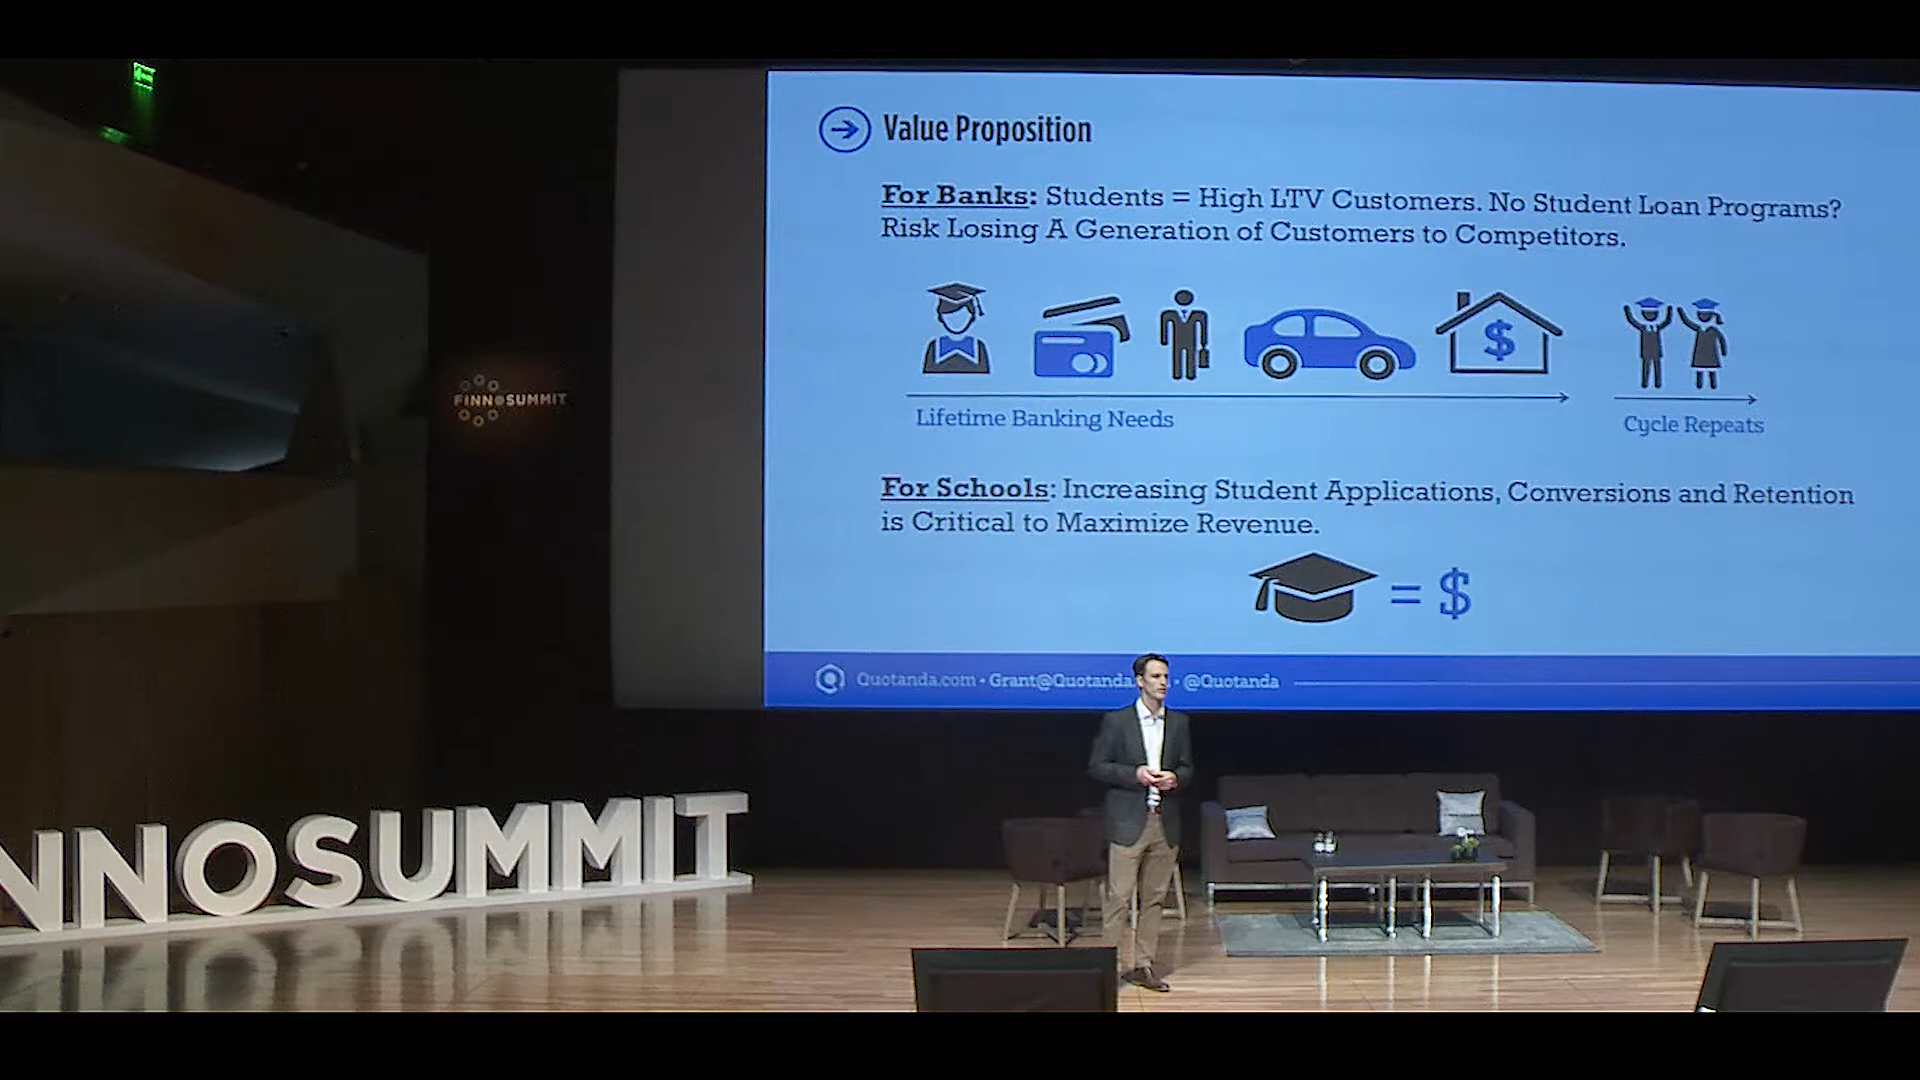 Value Proposition
For Banks: Students = High LTV Customers. No Student Loan Programs?
Risk Losing A Generation of Customers to Competitors.
$
Lifetime Banking Needs
Cycle Repeats
For Schools: Increasing Student Applications, Conversions and Retention
is Critical to Maximize Revenue.
= $
Quotanda.com • Grant@Quotanda. • @Quotanda
FINNOSUMMIT
NNOSUMMIT